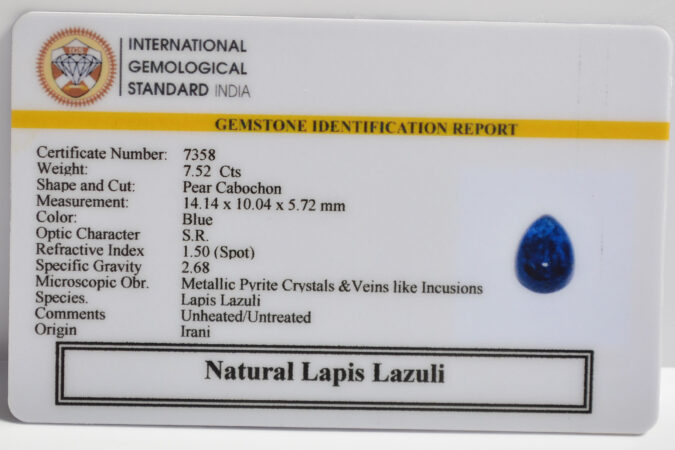 IGS
INTERNATIONAL
GEMOLOGICAL
STANDARD INDIA
GEMSTONE IDENTIFICATION REPORT
Certificate Number: 7358
Weight: 7.52 Cts
Shape and Cut: Pear Cabochon
Measurement: 14.14 x 10.04 x 5.72 mm
Color: Blue
Optic Character S.R.
Refractive Index 1.50 (Spot)
Specific Gravity 2.68
Microscopic Obr. Metallic Pyrite Crystals &Veins like Incusions
Species. Lapis Lazuli
Comments Unheated/Untreated
Origin Irani
Natural Lapis Lazuli